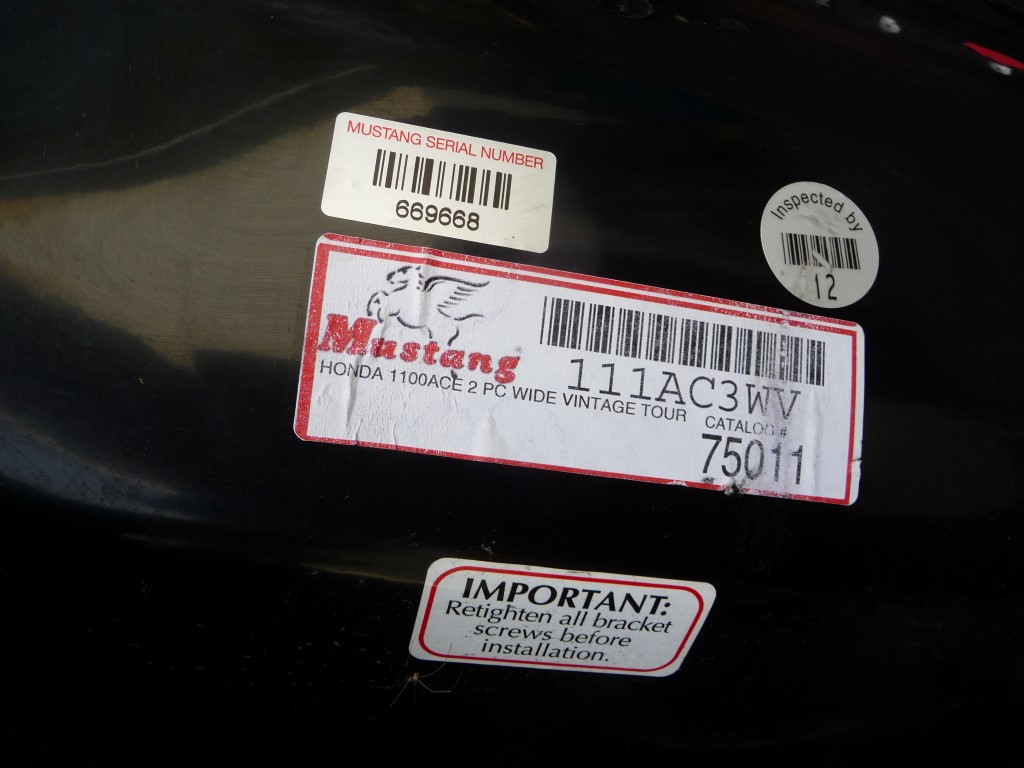 MUSTANG SERIAL NUMBER
669668
Inspected by
12
Mustang
111AC3WV
HONDA 1100ACE 2 PC WIDE VINTAGE TOUR
CATALOG #
75011
IMPORTANT:
Retighten all bracket
screws before
installation.